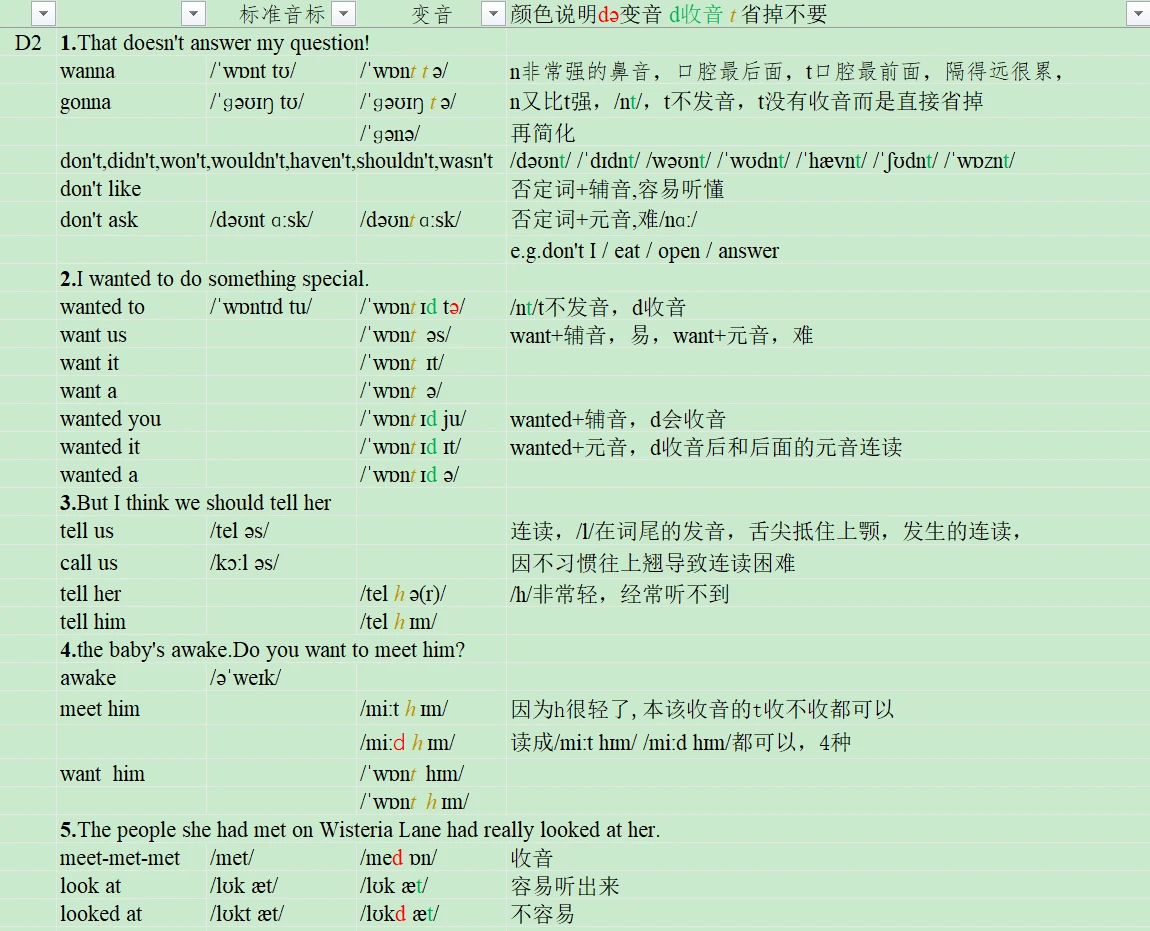 标准音标 变音 颜色说明də变音 d收音 t 省掉不要
D2 1.That doesn't answer my question!
wanna /ˈwɒnt tʊ/ /ˈwɒnt t ə/ n非常强的鼻音，口腔最后面，t口腔最前面，隔得远很累，
gonna /ˈɡəʊɪŋ tʊ/ /ˈɡəʊɪŋ t ə/ n又比t强，/nt/，t不发音，t没有收音而是直接省掉
/ˈɡənə/ 再简化
don't,didn't,won't,wouldn't,haven't,shouldn't,wasn't /dəʊnt/ /ˈdɪdnt/ /wəʊnt/ /ˈwʊdnt/ /ˈhævnt/ /ˈʃʊdnt/ /ˈwɒznt/
don't like 否定词+辅音,容易听懂
don't ask /dəʊnt ɑːsk/ /dəʊnt ɑːsk/ 否定词+元音,难/nɑː/
e.g.don't I / eat / open / answer
2.I wanted to do something special.
wanted to /ˈwɒntɪd tu/ /ˈwɒnt ɪd tə/ /nt/t不发音，d收音
want us /ˈwɒnt əs/ want+辅音，易，want+元音，难
want it /ˈwɒnt ɪt/
want a /ˈwɒnt ə/
wanted you /ˈwɒnt ɪd ju/ wanted+辅音，d会收音
wanted it /ˈwɒnt ɪd ɪt/ wanted+元音，d收音后和后面的元音连读
wanted a /ˈwɒnt ɪd ə/
3.But I think we should tell her
tell us /tel əs/ 连读，/l/在词尾的发音，舌尖抵住上颚，发生的连读，
call us /kɔːl əs/ 因不习惯往上翘导致连读困难
tell her /tel h ə(r)/ /h/非常轻，经常听不到
tell him /tel h ɪm/
4.the baby's awake.Do you want to meet him?
awake /əˈweɪk/
meet him /miːt h ɪm/ 因为h很轻了,本该收音的t收不收都可以
/miːd h ɪm/ 读成/miːt hɪm/ /miːd hɪm/都可以，4种
want him /ˈwɒnt hɪm/
/ˈwɒnt h ɪm/
5.The people she had met on Wisteria Lane had really looked at her.
meet-met-met /met/ /med ɒn/ 收音
look at /lʊk æt/ /lʊk æt/ 容易听出来
looked at /lʊkt æt/ /lʊkd æt/ 不容易